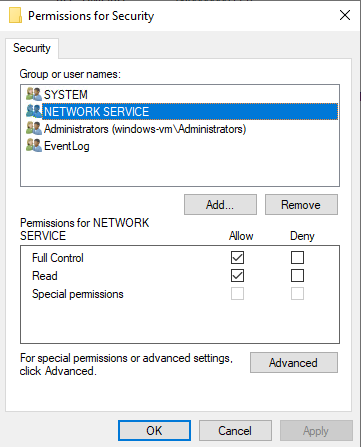 Permissions for Security
Security
Group or user names:
SYSTEM
NETWORK SERVICE
Administrators (windows-vm\Administrators)
EventLog
Add...
Remove
Permissions for NETWORK
SERVICE
Allow
Deny
Full Control
Read
Special permissions
For special permissions or advanced settings,
click Advanced.
Advanced
OK
Cancel
Apply